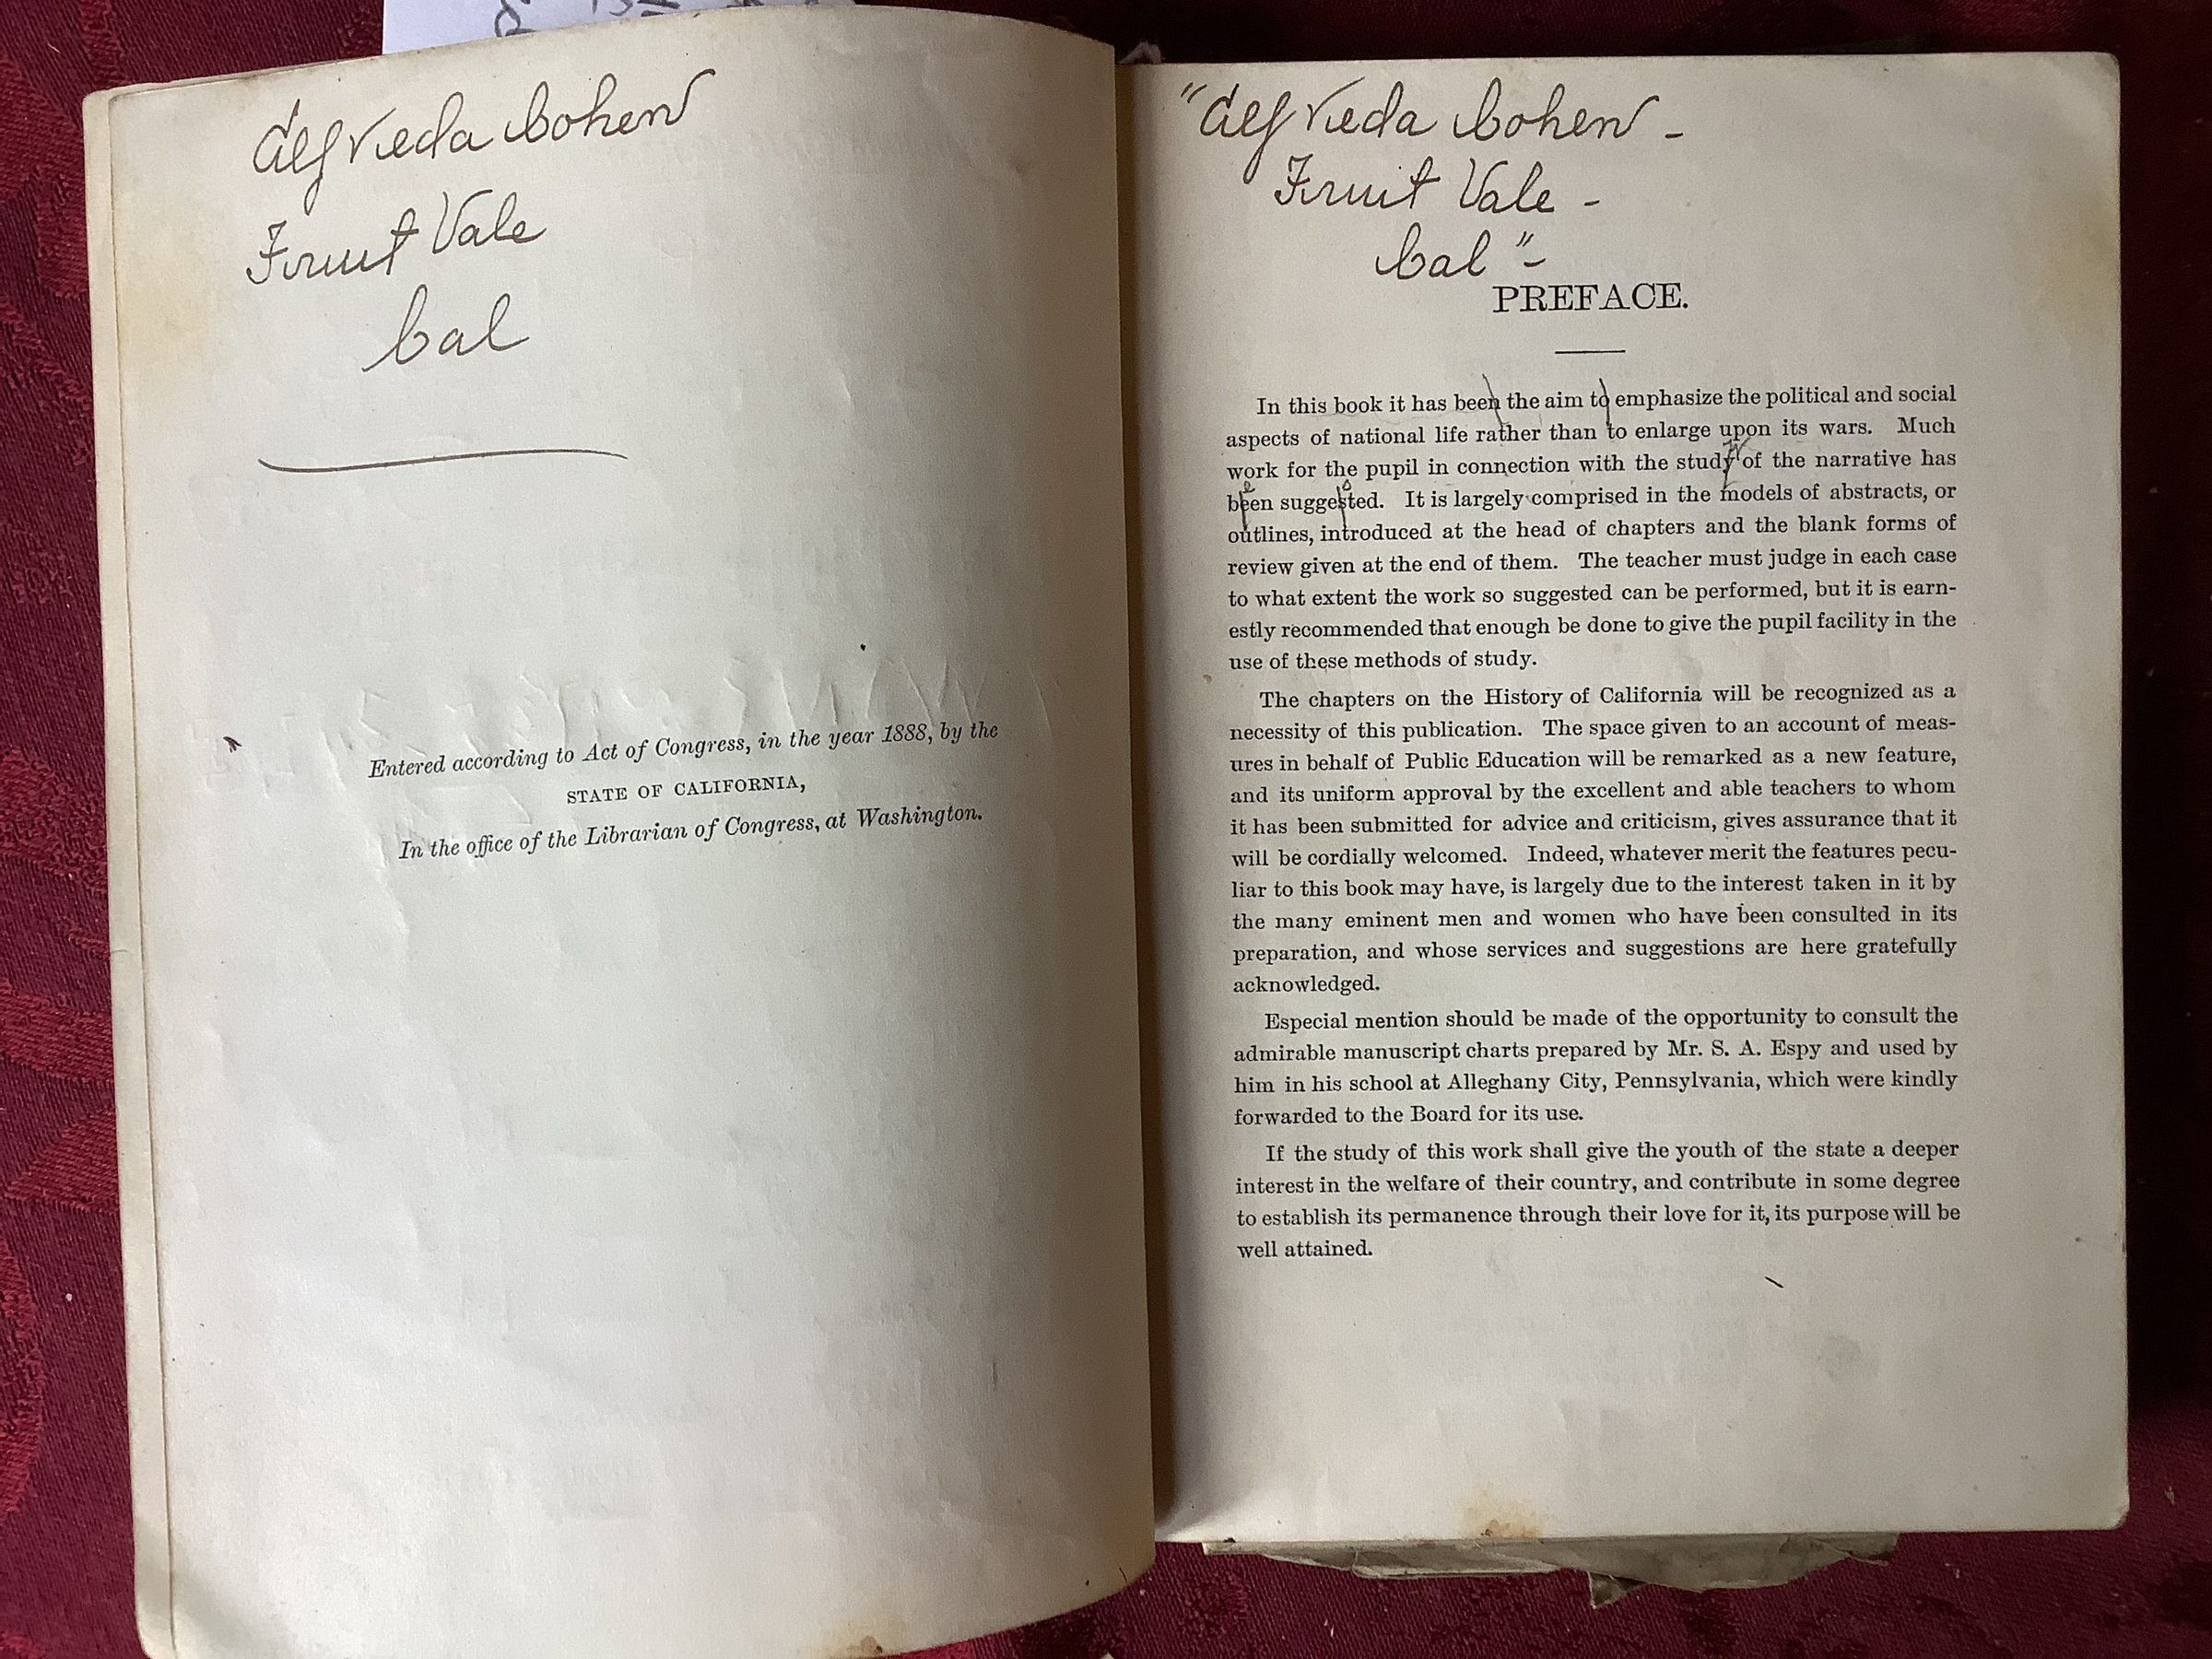 Alfreda Cohen
Fruit Vale
Cal
Entered according to Act of Congress, in the year 1888, by the
STATE OF CALIFORNIA,
In the office of the Librarian of Congress, at Washington.
"Alfreda Cohen -
Fruit Vale -
Cal" -
PREFACE.
In this book it has been the aim to emphasize the political and social
aspects of national life rather than to enlarge upon its wars. Much
work for the pupil in connection with the study of the narrative has
been suggested. It is largely comprised in the models of abstracts, or
outlines, introduced at the head of chapters and the blank forms of
review given at the end of them. The teacher must judge in each case
to what extent the work so suggested can be performed, but it is earn-
estly recommended that enough be done to give the pupil facility in the
use of these methods of study.
The chapters on the History of California will be recognized as a
necessity of this publication. The space given to an account of meas-
ures in behalf of Public Education will be remarked as a new feature,
and its uniform approval by the excellent and able teachers to whom
it has been submitted for advice and criticism, gives assurance that it
will be cordially welcomed. Indeed, whatever merit the features pecu-
liar to this book may have, is largely due to the interest taken in it by
the many eminent men and women who have been consulted in its
preparation, and whose services and suggestions are here gratefully
acknowledged.
Especial mention should be made of the opportunity to consult the
admirable manuscript charts prepared by Mr. S. A. Espy and used by
him in his school at Alleghany City, Pennsylvania, which were kindly
forwarded to the Board for its use.
If the study of this work shall give the youth of the state a deeper
interest in the welfare of their country, and contribute in some degree
to establish its permanence through their love for it, its purpose will be
well attained.